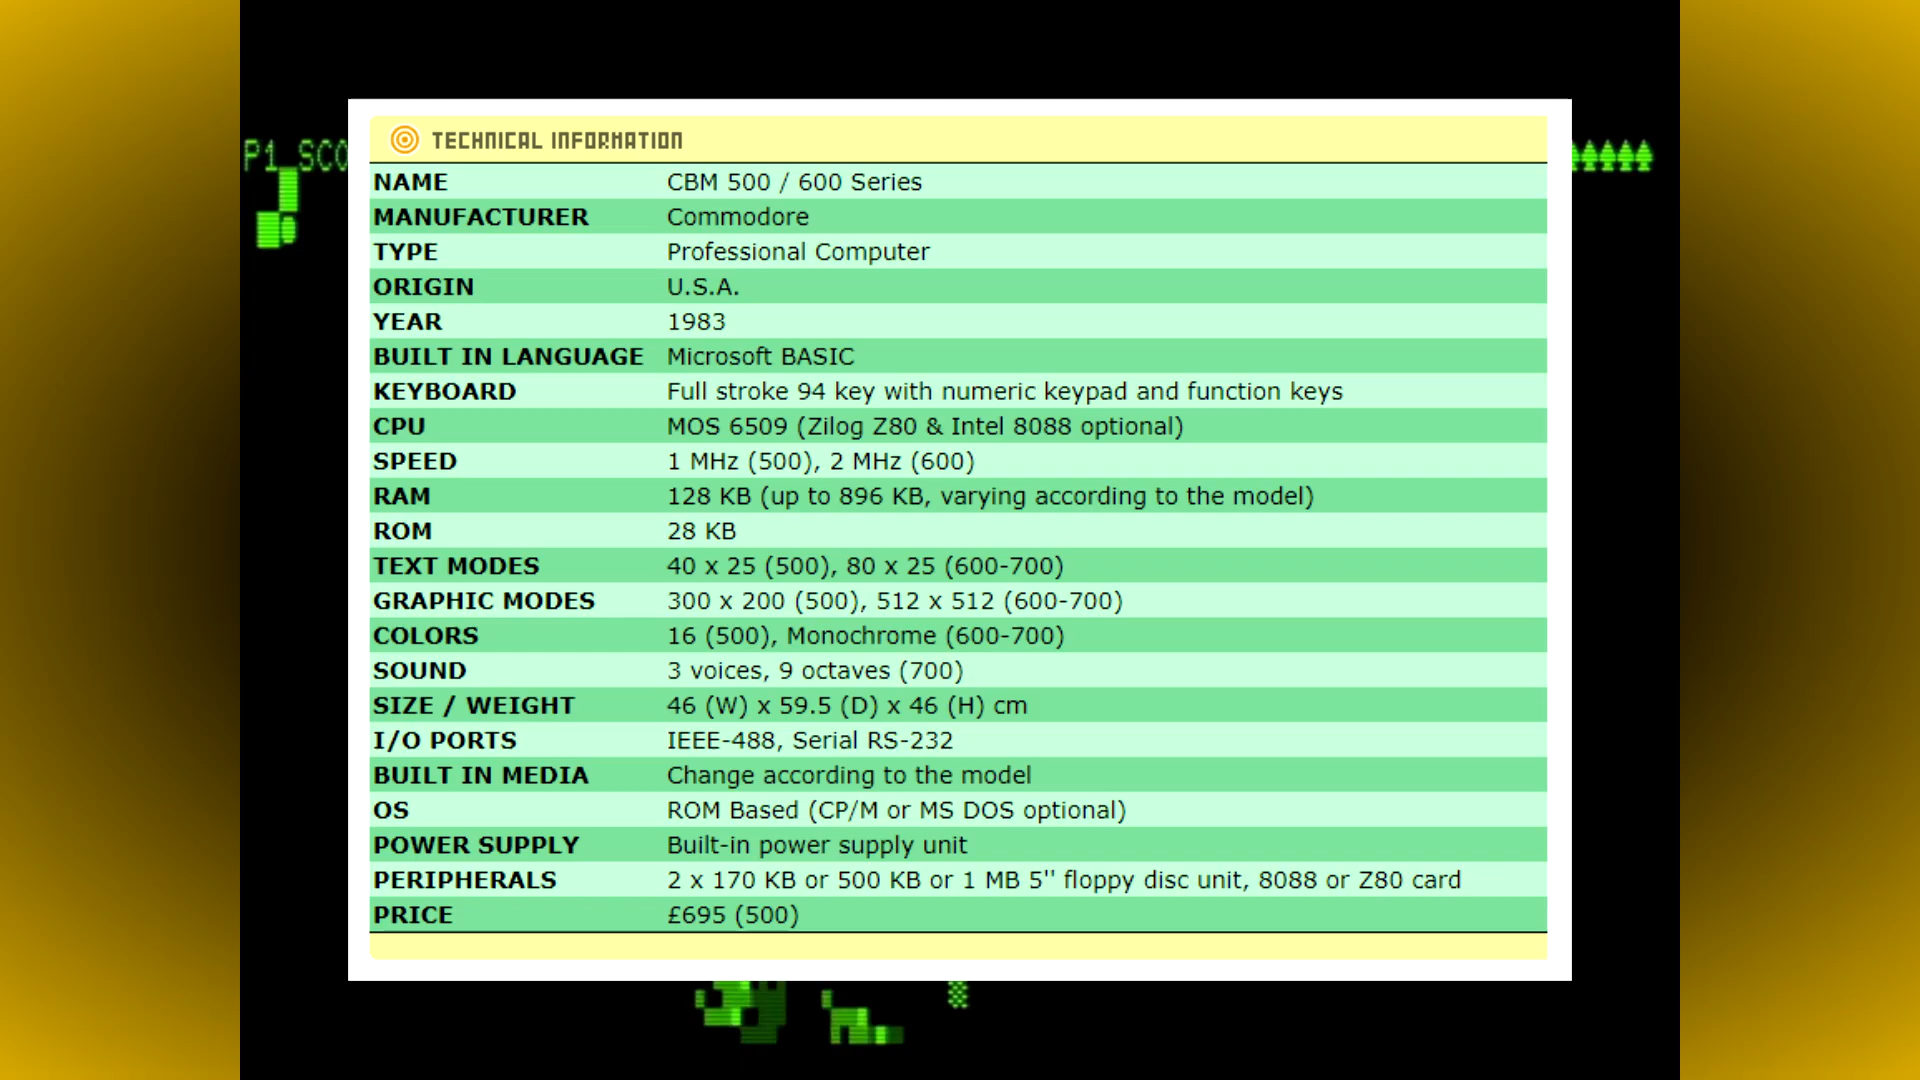 P1 SCO
TECHNICAL INFORMATION
NAME CBM 500 / 600 Series
MANUFACTURER Commodore
TYPE Professional Computer
ORIGIN U.S.A.
YEAR 1983
BUILT IN LANGUAGE Microsoft BASIC
KEYBOARD Full stroke 94 key with numeric keypad and function keys
CPU MOS 6509 (Zilog Z80 & Intel 8088 optional)
SPEED 1 MHz (500), 2 MHz (600)
RAM 128 KB (up to 896 KB, varying according to the model)
ROM 28 KB
TEXT MODES 40 x 25 (500), 80 x 25 (600-700)
GRAPHIC MODES 300 x 200 (500), 512 x 512 (600-700)
COLORS 16 (500), Monochrome (600-700)
SOUND 3 voices, 9 octaves (700)
SIZE / WEIGHT 46 (W) x 59.5 (D) x 46 (H) cm
I/O PORTS IEEE-488, Serial RS-232
BUILT IN MEDIA Change according to the model
OS ROM Based (CP/M or MS DOS optional)
POWER SUPPLY Built-in power supply unit
PERIPHERALS 2 x 170 KB or 500 KB or 1 MB 5'' floppy disc unit, 8088 or Z80 card
PRICE £695 (500)